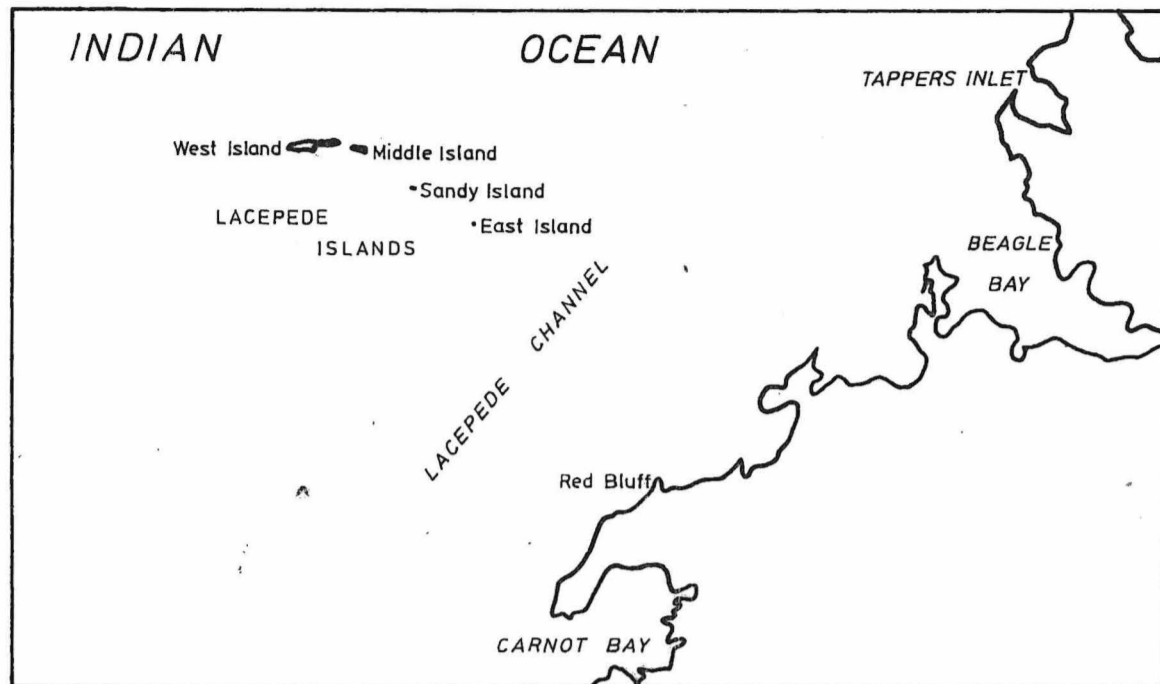 INDIAN OCEAN
TAPPERS INLET
West Island
Middle Island
Sandy Island
LACEPEDE
ISLANDS
East Island
BEAGLE
BAY
LACEPEDE CHANNEL
Red Bluff
CARNOT BAY